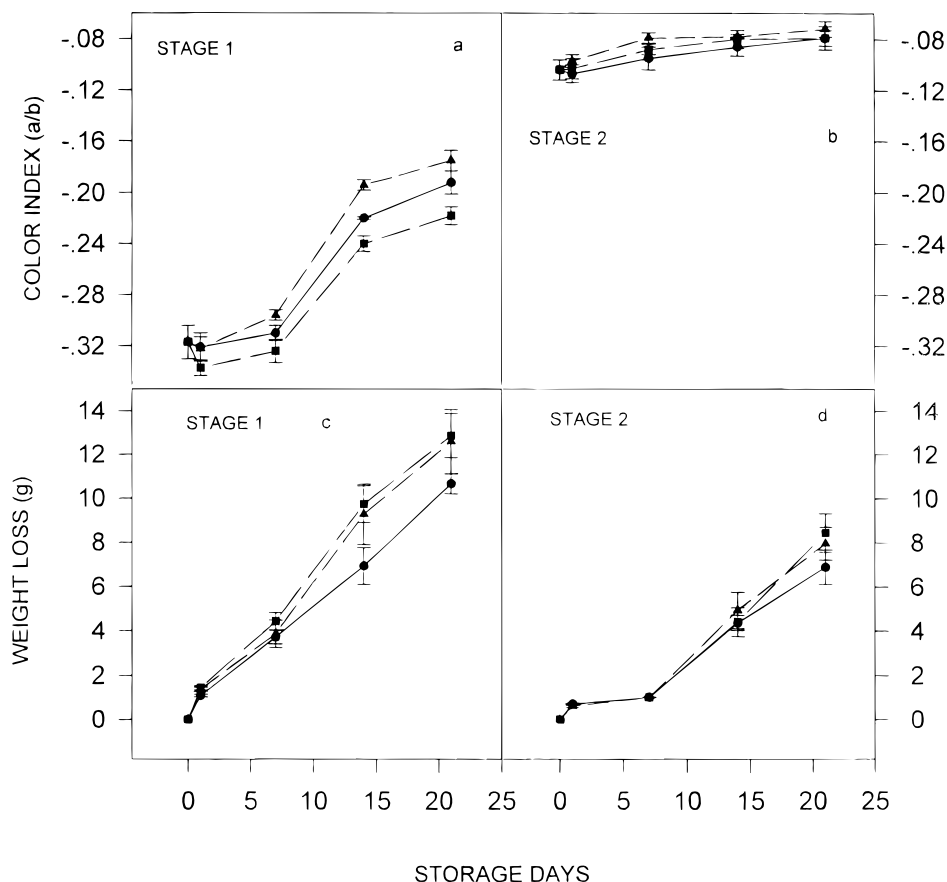 STAGE 1
a
-.08
-.12
-.16
-.20
-.24
-.28
-.32
COLOR INDEX (a/b)
STAGE 2
b
-.08
-.12
-.16
-.20
-.24
-.28
-.32
STAGE 1
c
14
12
10
8
6
4
2
0
WEIGHT LOSS (g)
STAGE 2
d
14
12
10
8
6
4
2
0
0 5 10 15 20 25
0 5 10 15 20 25
STORAGE DAYS